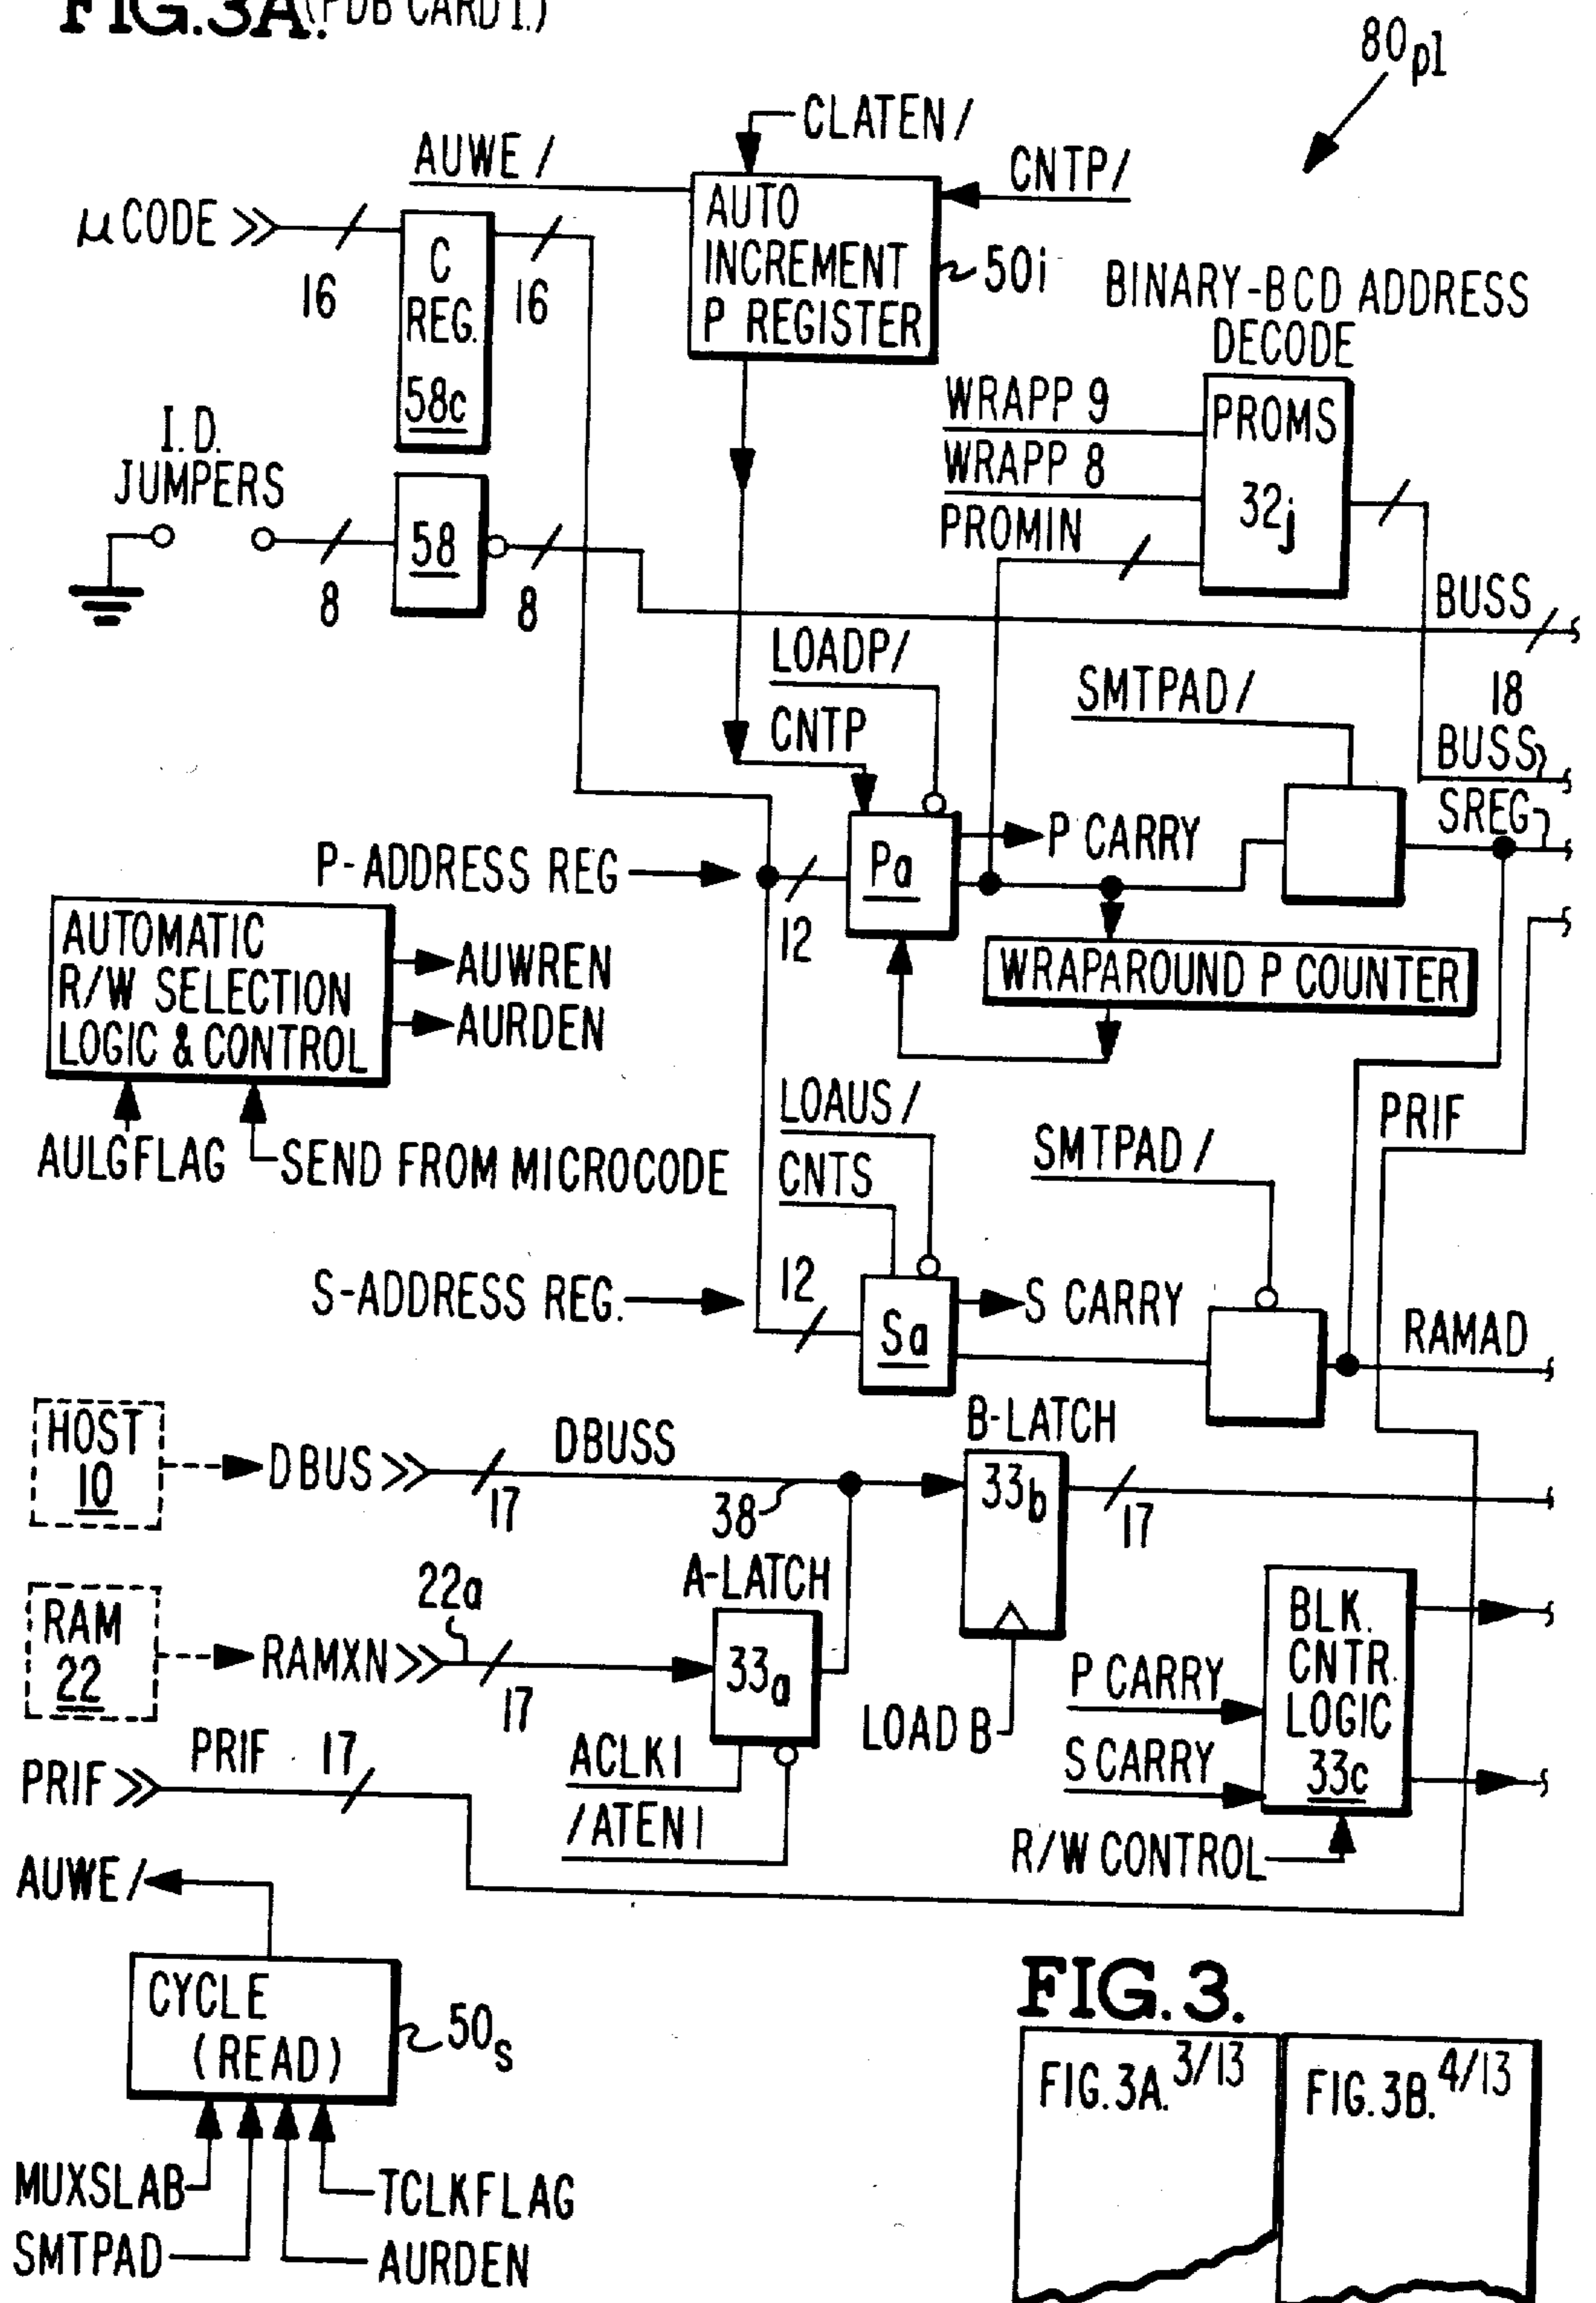 FIG.3A. (PDB CARD 1.)
80p1
CLATEN /
AUWE /
CNTP/
μCODE
16
C
REG.
58c
16
AUTO
INCREMENT
P REGISTER
50i
BINARY-BCD ADDRESS
DECODE
WRAPP 9
WRAPP 8
PROMIN
PROMS
32j
I.D.
JUMPERS
8
58
8
BUSS
18
LOADP/
CNTP
SMTPAD /
BUSS
SREG
P-ADDRESS REG
12
Pa
P CARRY
WRAPAROUND P COUNTER
AUTOMATIC
R/W SELECTION
LOGIC & CONTROL
AUWREN
AURDEN
AULGFLAG
SEND FROM MICROCODE
LOAUS /
CNTS
SMTPAD /
PRIF
S-ADDRESS REG.
12
Sa
S CARRY
RAMAD
HOST
10
DBUS
17
DBUSS
38
B-LATCH
33b
17
LOAD B
RAM
22
RAMXN
22a
17
A-LATCH
33a
ACLK1
/ATEN1
BLK.
CNTR.
LOGIC
33c
P CARRY
S CARRY
R/W CONTROL
PRIF
PRIF
17
AUWE /
CYCLE
(READ)
50s
MUXSLAB
SMTPAD
TCLKFLAG
AURDEN
FIG. 3.
FIG.3A. 3/13
FIG.3B. 4/13